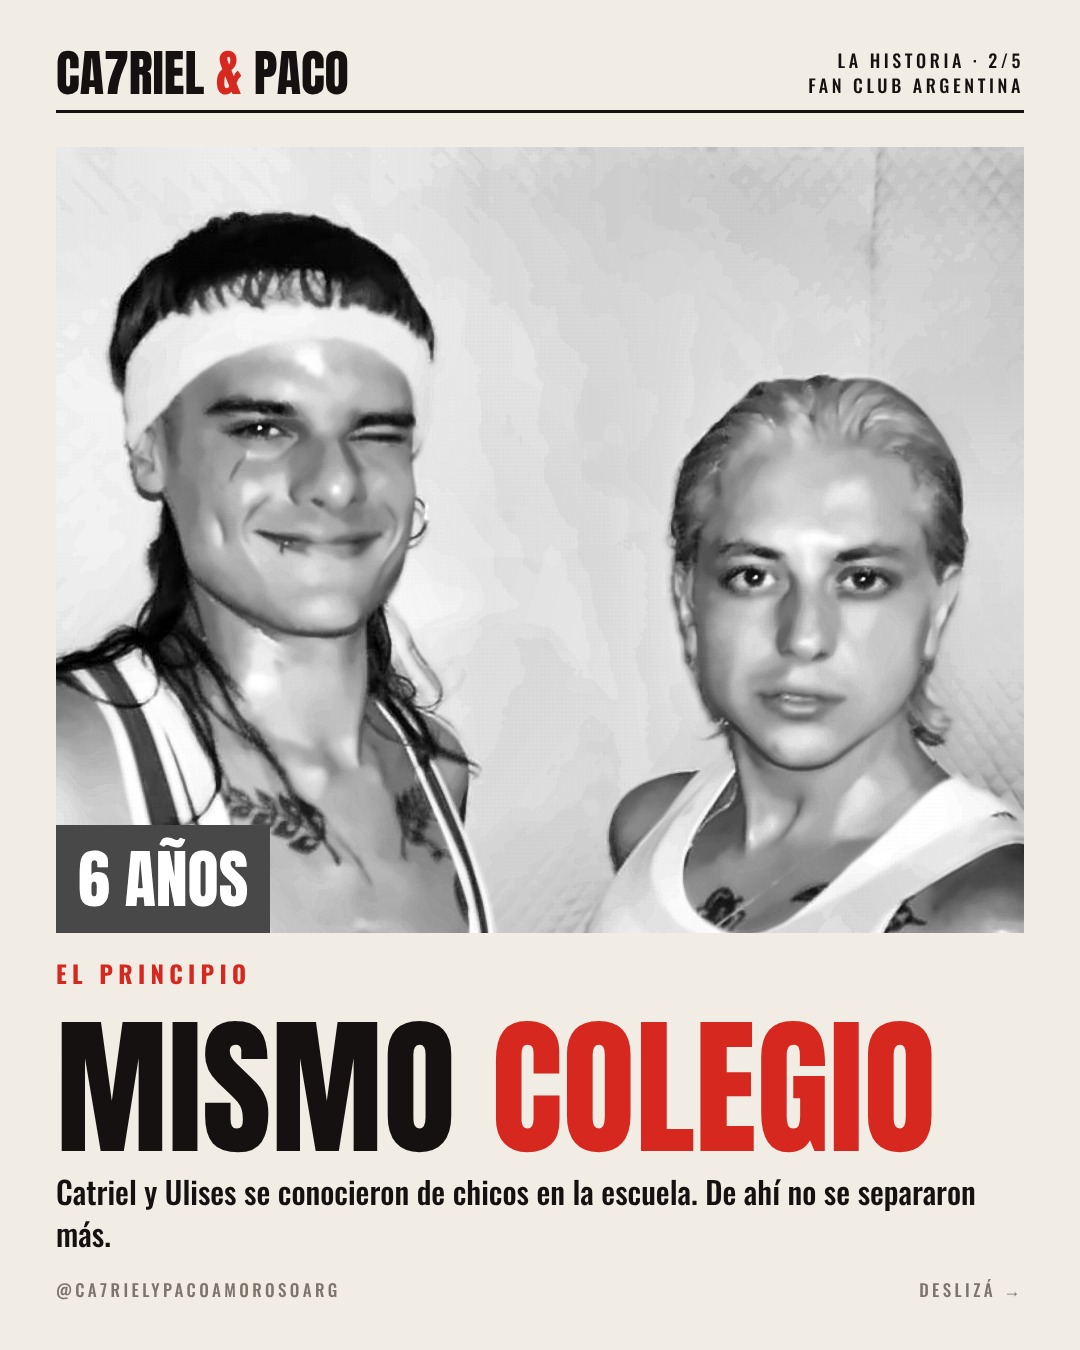 CA7RIEL & PACO
LA HISTORIA · 2/5
FAN CLUB ARGENTINA
6 AÑOS
EL PRINCIPIO
MISMO COLEGIO
Catriel y Ulises se conocieron de chicos en la escuela. De ahí no se separaron
más.
@CA7RIELYPACOAMOROSOARG
DESLIZÁ →